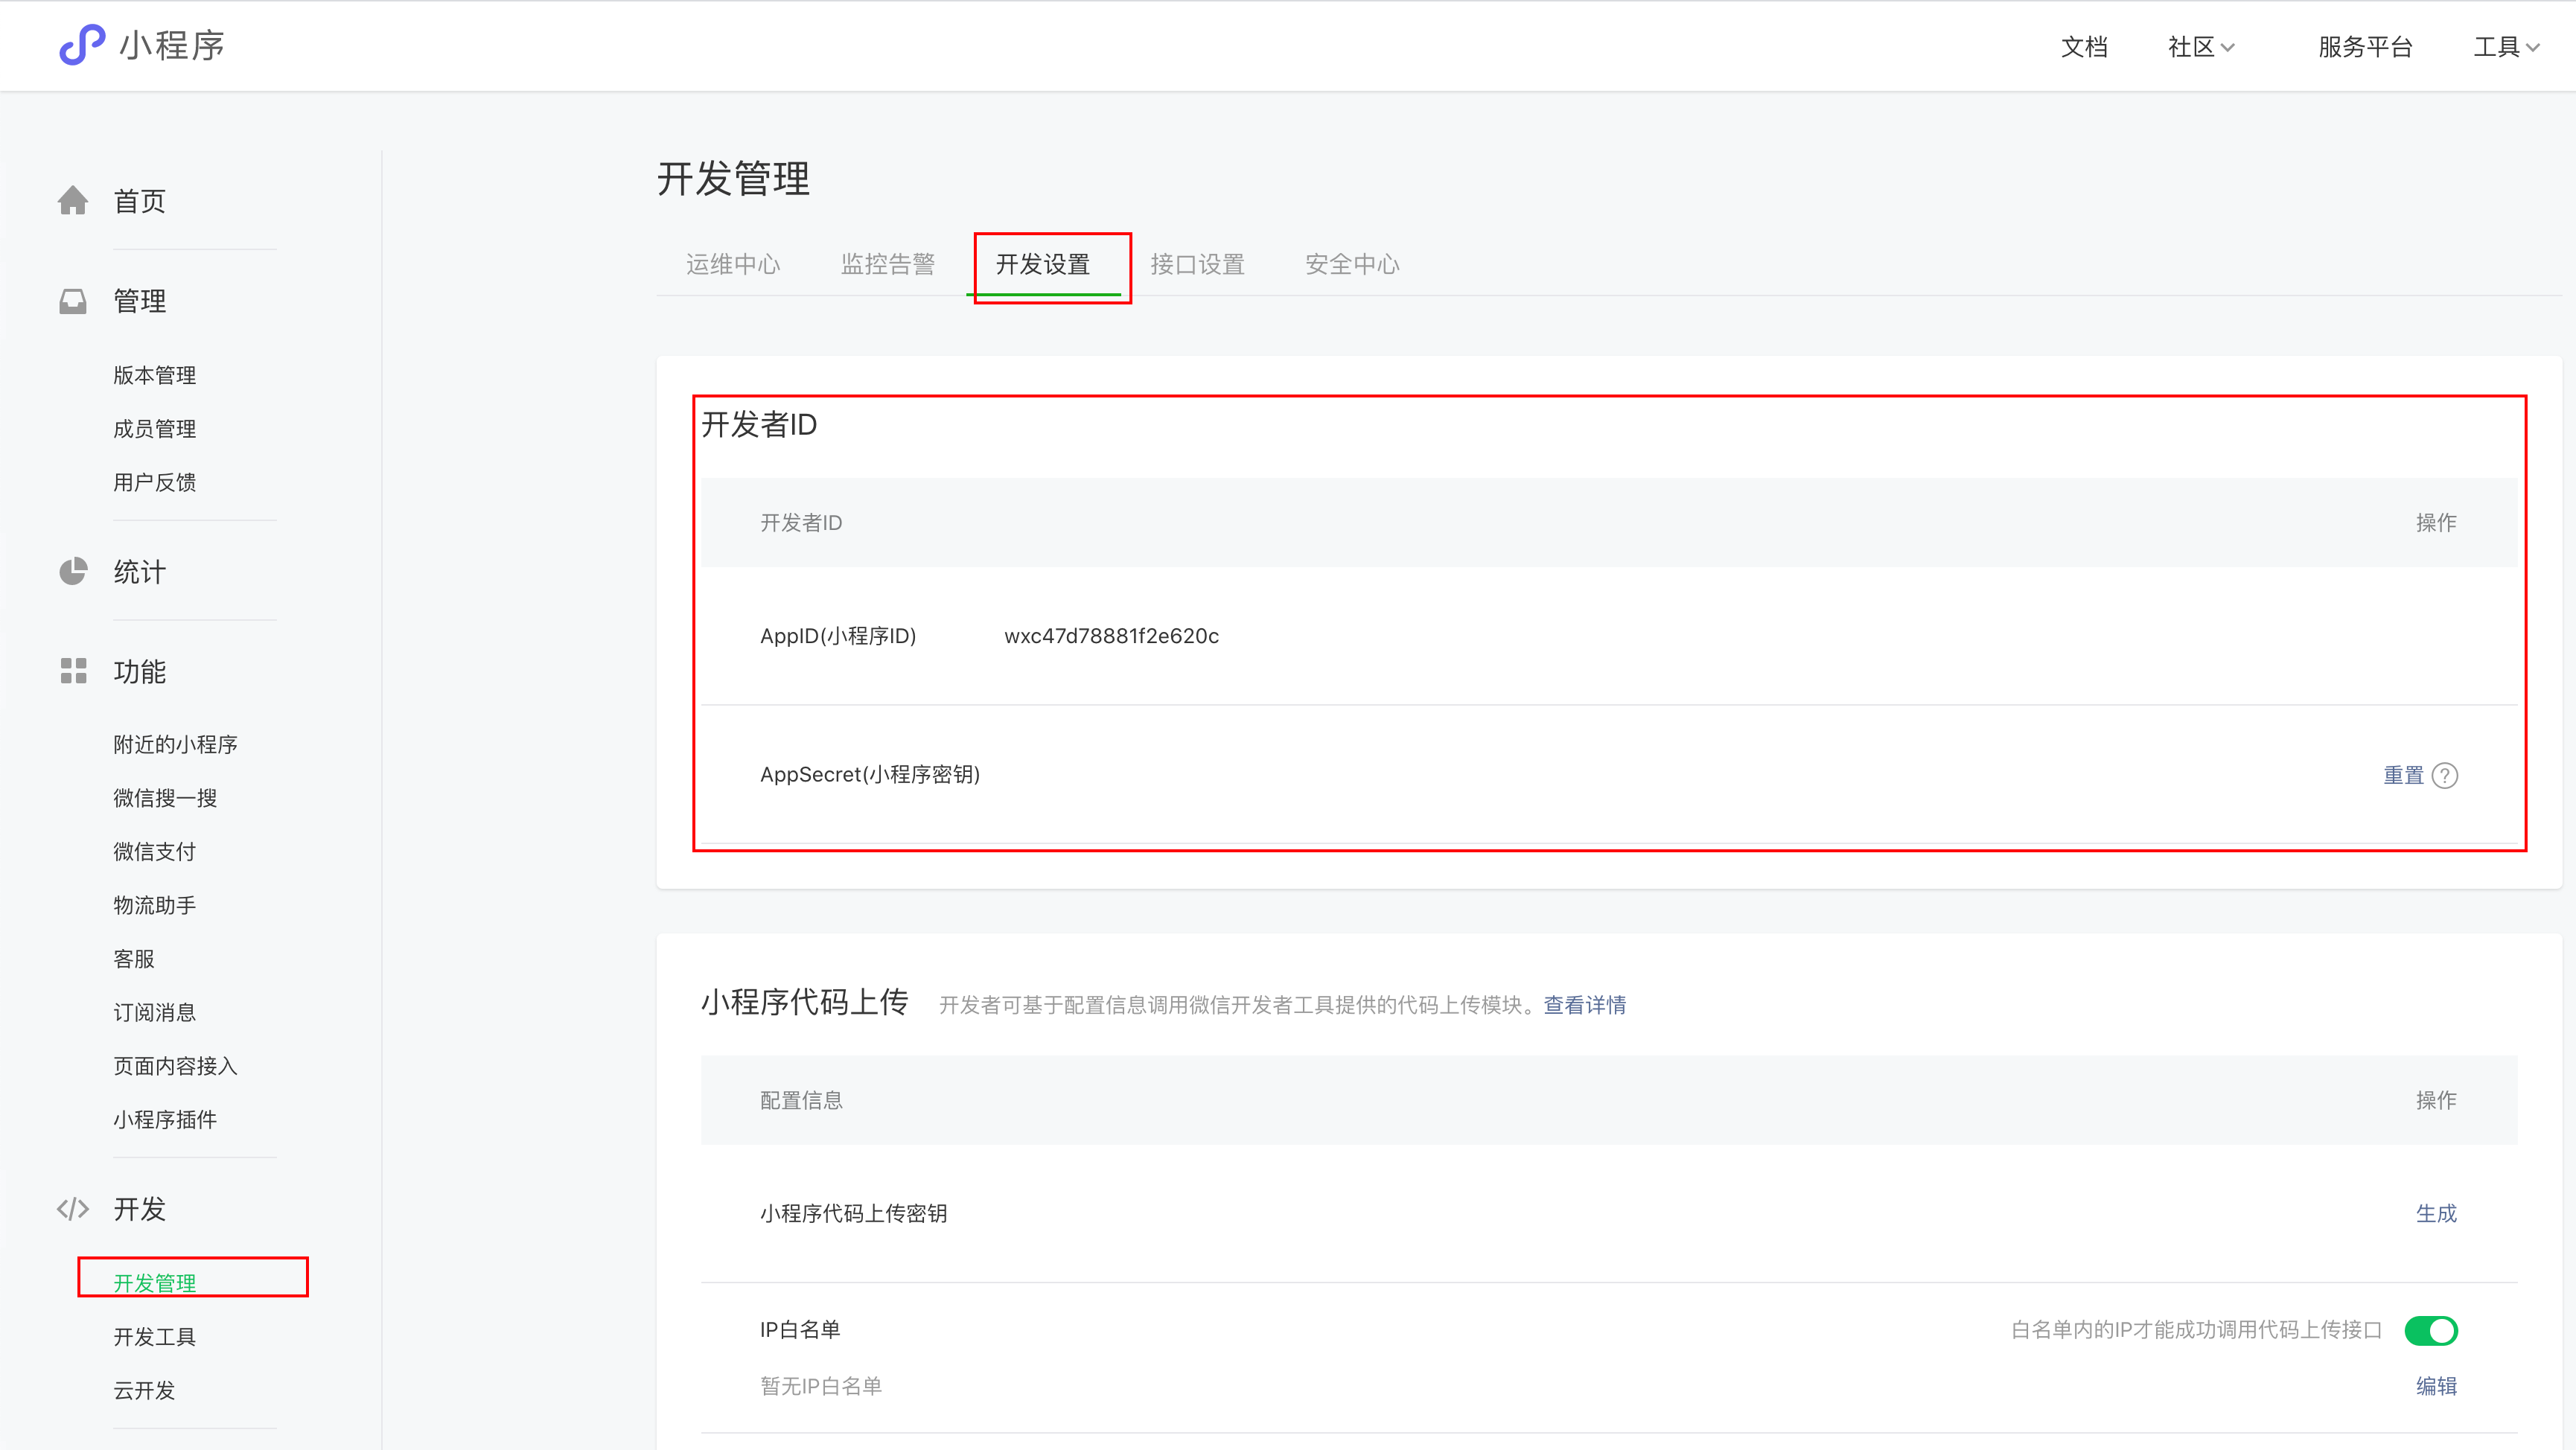 小程序
文档 社区 服务平台 工具
首页
管理
版本管理
成员管理
用户反馈
统计
功能
附近的小程序
微信搜一搜
微信支付
物流助手
客服
订阅消息
页面内容接入
小程序插件
开发
开发管理
开发工具
云开发
开发管理
运维中心 监控告警 开发设置 接口设置 安全中心
开发者ID
开发者ID 操作
AppID(小程序ID) wxc47d78881f2e620c
AppSecret(小程序密钥) 重置
小程序代码上传 开发者可基于配置信息调用微信开发者工具提供的代码上传模块。查看详情
配置信息 操作
小程序代码上传密钥 生成
IP白名单 白名单内的IP才能成功调用代码上传接口
暂无IP白名单 编辑